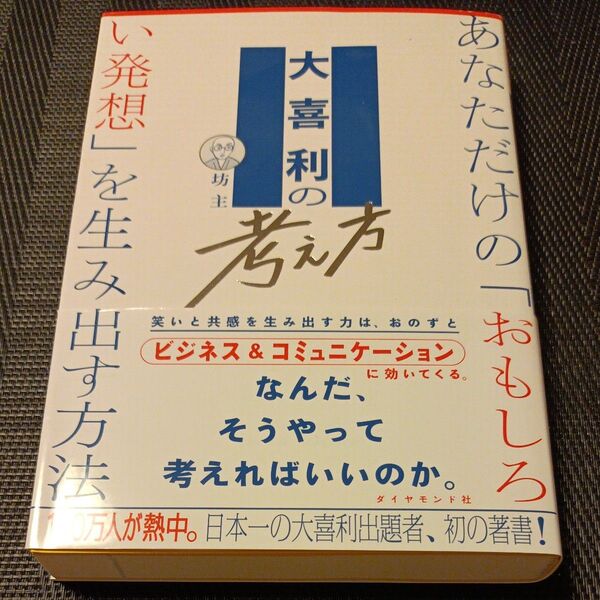 あなただけの「おもしろ
い発想」を生み出す方法
大喜利の
考え方
坊主
笑いと共感を生み出す力は、おのずと
ビジネス&コミュニケーション
に効いてくる。
なんだ、
そうやって
考えればいいのか。
ダイヤモンド社
万人が熱中。日本一の大喜利出題者、初の著書!